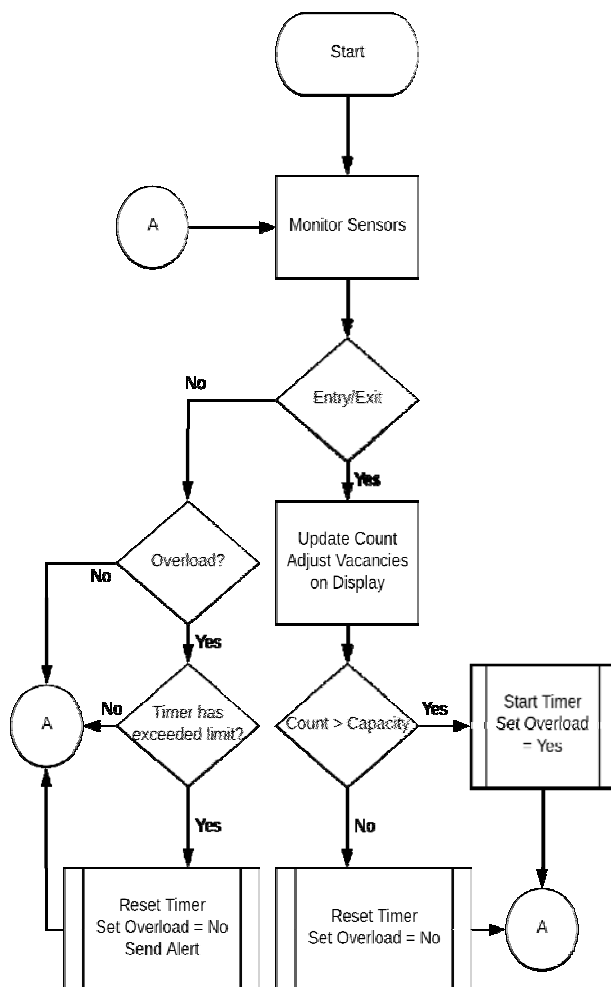 Start
A
Monitor Sensors
Entry/Exit
No
Yes
Update Count
Adjust Vacancies
on Display
Overload?
No
Yes
A
No
Timer has
exceeded limit?
Yes
Count > Capacity
Yes
Start Timer
Set Overload
= Yes
No
Reset Timer
Set Overload = No
Send Alert
Reset Timer
Set Overload = No
A